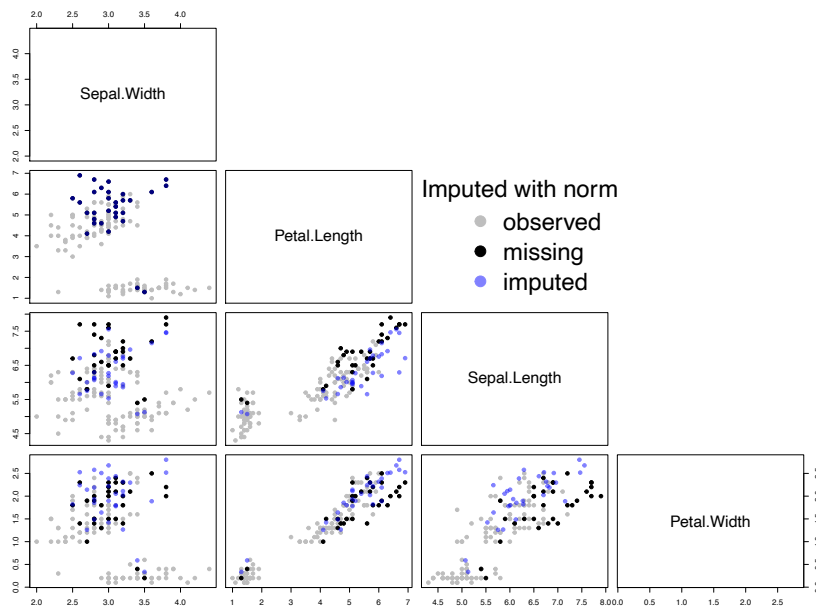 2.0 2.5 3.0 3.5 4.0
Sepal.Width
2.0 2.5 3.0 3.5 4.0
Petal.Length
1 2 3 4 5 6 7
Imputed with norm
observed
missing
imputed
Sepal.Length
4.5 5.5 6.5 7.5
Petal.Width
0.0 0.5 1.0 1.5 2.0 2.5
2.0 2.5 3.0 3.5 4.0
1 2 3 4 5 6 7
4.5 5.0 5.5 6.0 6.5 7.0 7.5 8.0
0.0 0.5 1.0 1.5 2.0 2.5